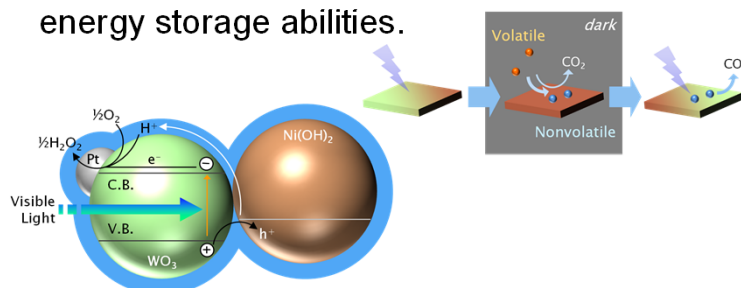 energy storage abilities.
dark
Volatile
CO₂
Nonvolatile
CO
½O₂
H⁺
½H₂O₂
Pt
e⁻
−
C.B.
Ni(OH)₂
Visible
Light
V.B.
+
h⁺
WO₃